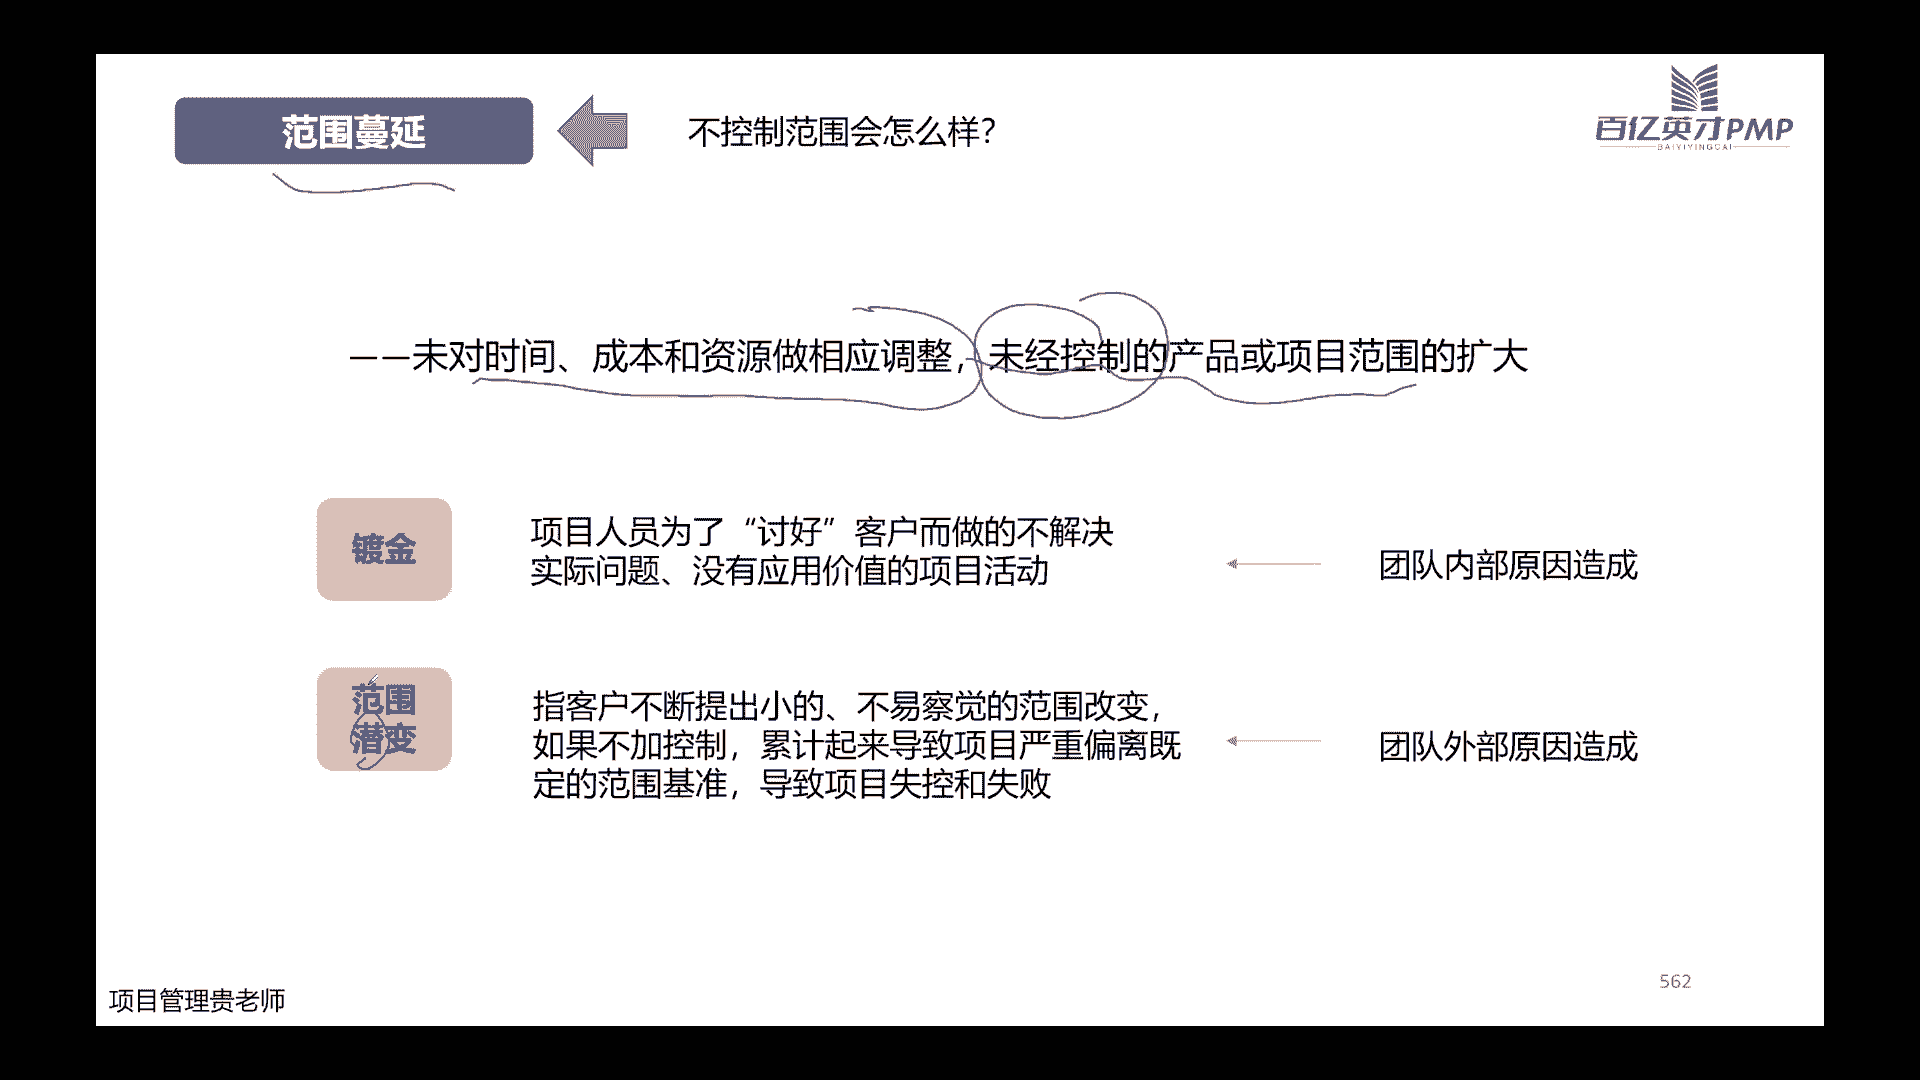 范围蔓延
不控制范围会怎么样？
百亿英才PMP
BAIYIYINGCAI
——未对时间、成本和资源做相应调整，未经控制的产品或项目范围的扩大
镀金
项目人员为了“讨好”客户而做的不解决
实际问题、没有应用价值的项目活动
团队内部原因造成
范围
潜变
指客户不断提出小的、不易察觉的范围改变，
如果不加控制，累计起来导致项目严重偏离既
定的范围基准，导致项目失控和失败
团队外部原因造成
562
项目管理贵老师